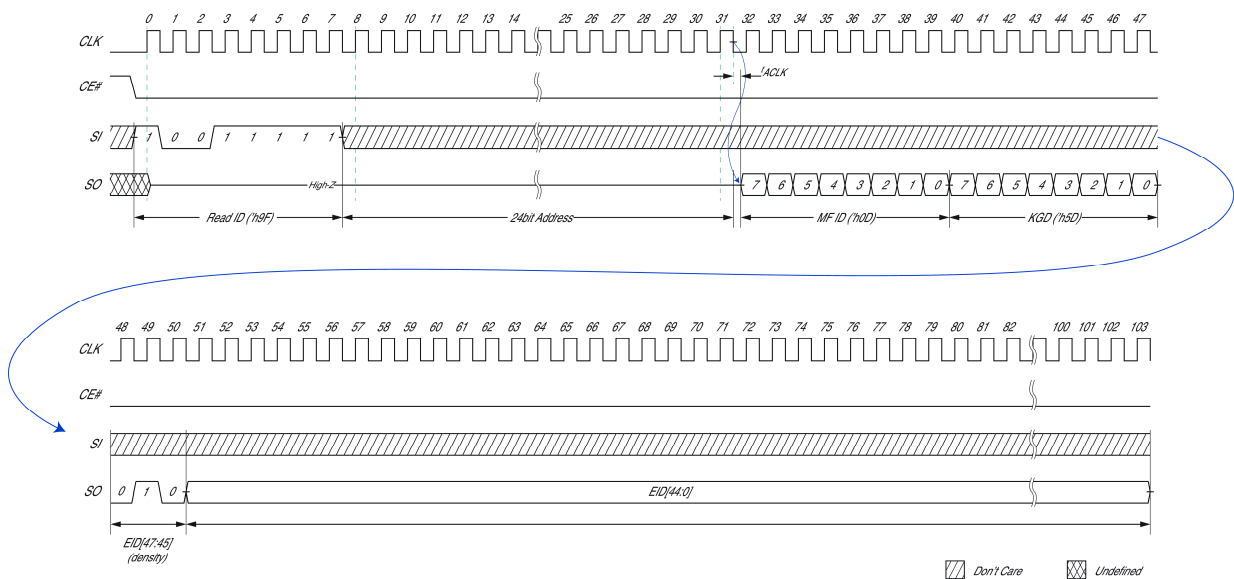 0 1 2 3 4 5 6 7 8 9 10 11 12 13 14 25 26 27 28 29 30 31 32 33 34 35 36 37 38 39 40 41 42 43 44 45 46 47
CLK
tACLK
CE#
SI 1 0 0 1 1 1 1 1
SO High-Z 7 6 5 4 3 2 1 0 7 6 5 4 3 2 1 0
Read ID ('h9F) 24bit Address MF ID ('h0D) KGD ('h5D)
48 49 50 51 52 53 54 55 56 57 58 59 60 61 62 63 64 65 66 67 68 69 70 71 72 73 74 75 76 77 78 79 80 81 82 100 101 102 103
CLK
CE#
SI
SO 0 1 0 EID[44:0]
EID[47:45]
(density)
Don't Care Undefined